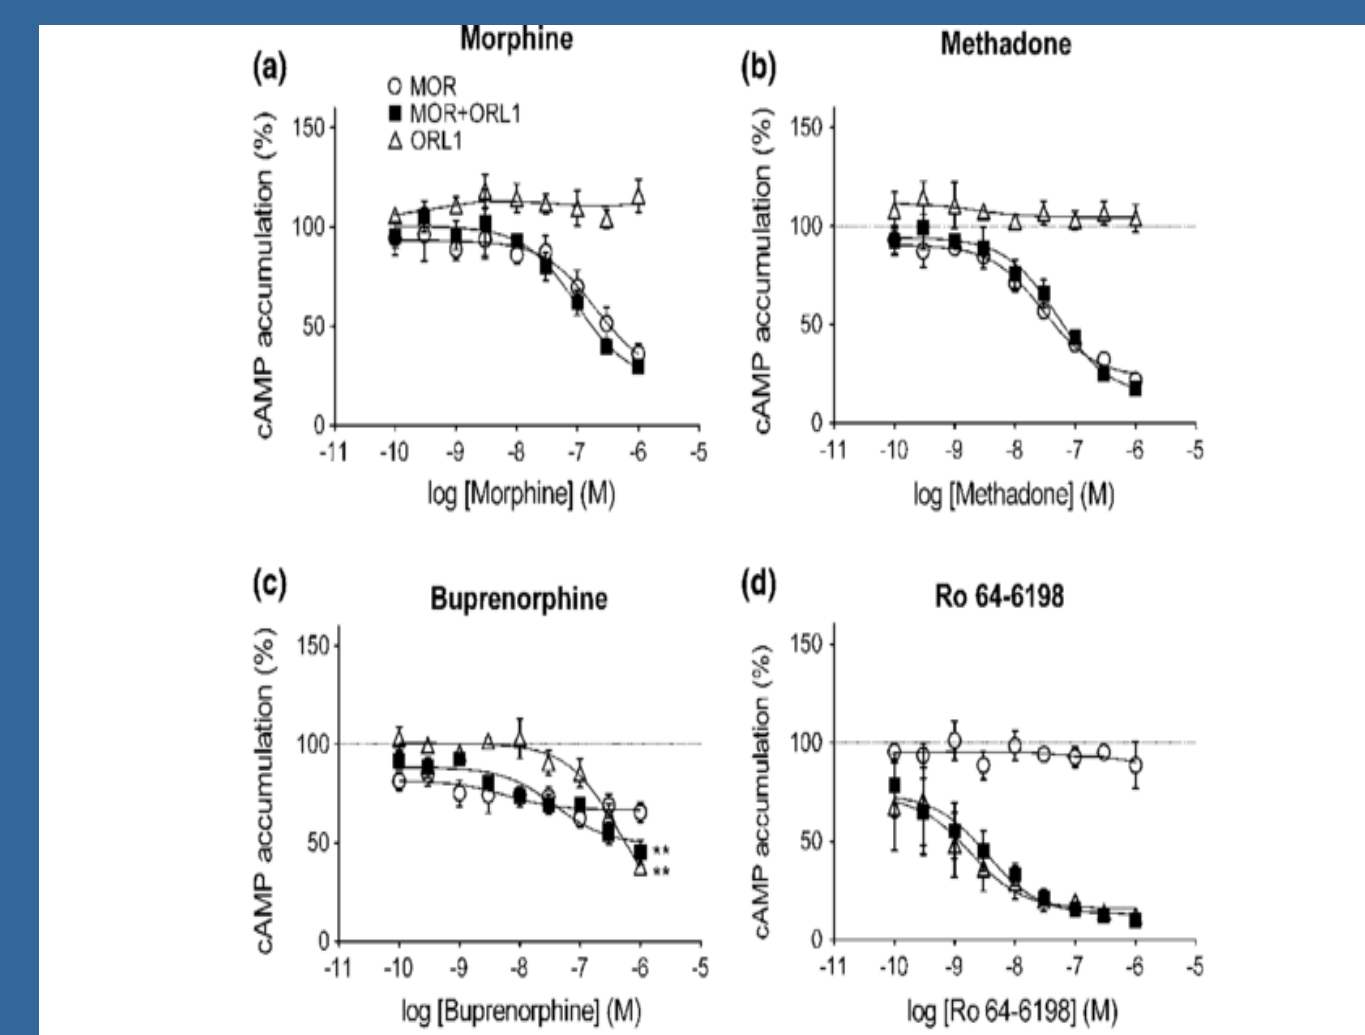 Morphine
(a)
MOR
MOR+ORL1
ORL1
cAMP accumulation (%)
150
100
50
0
-11 -10 -9 -8 -7 -6 -5
log [Morphine] (M)
Methadone
(b)
cAMP accumulation (%)
150
100
50
0
-11 -10 -9 -8 -7 -6 -5
log [Methadone] (M)
(c)
Buprenorphine
cAMP accumulation (%)
150
100
50
0
**
**
-11 -10 -9 -8 -7 -6 -5
log [Buprenorphine] (M)
(d)
Ro 64-6198
cAMP accumulation (%)
150
100
50
0
-11 -10 -9 -8 -7 -6 -5
log [Ro 64-6198] (M)